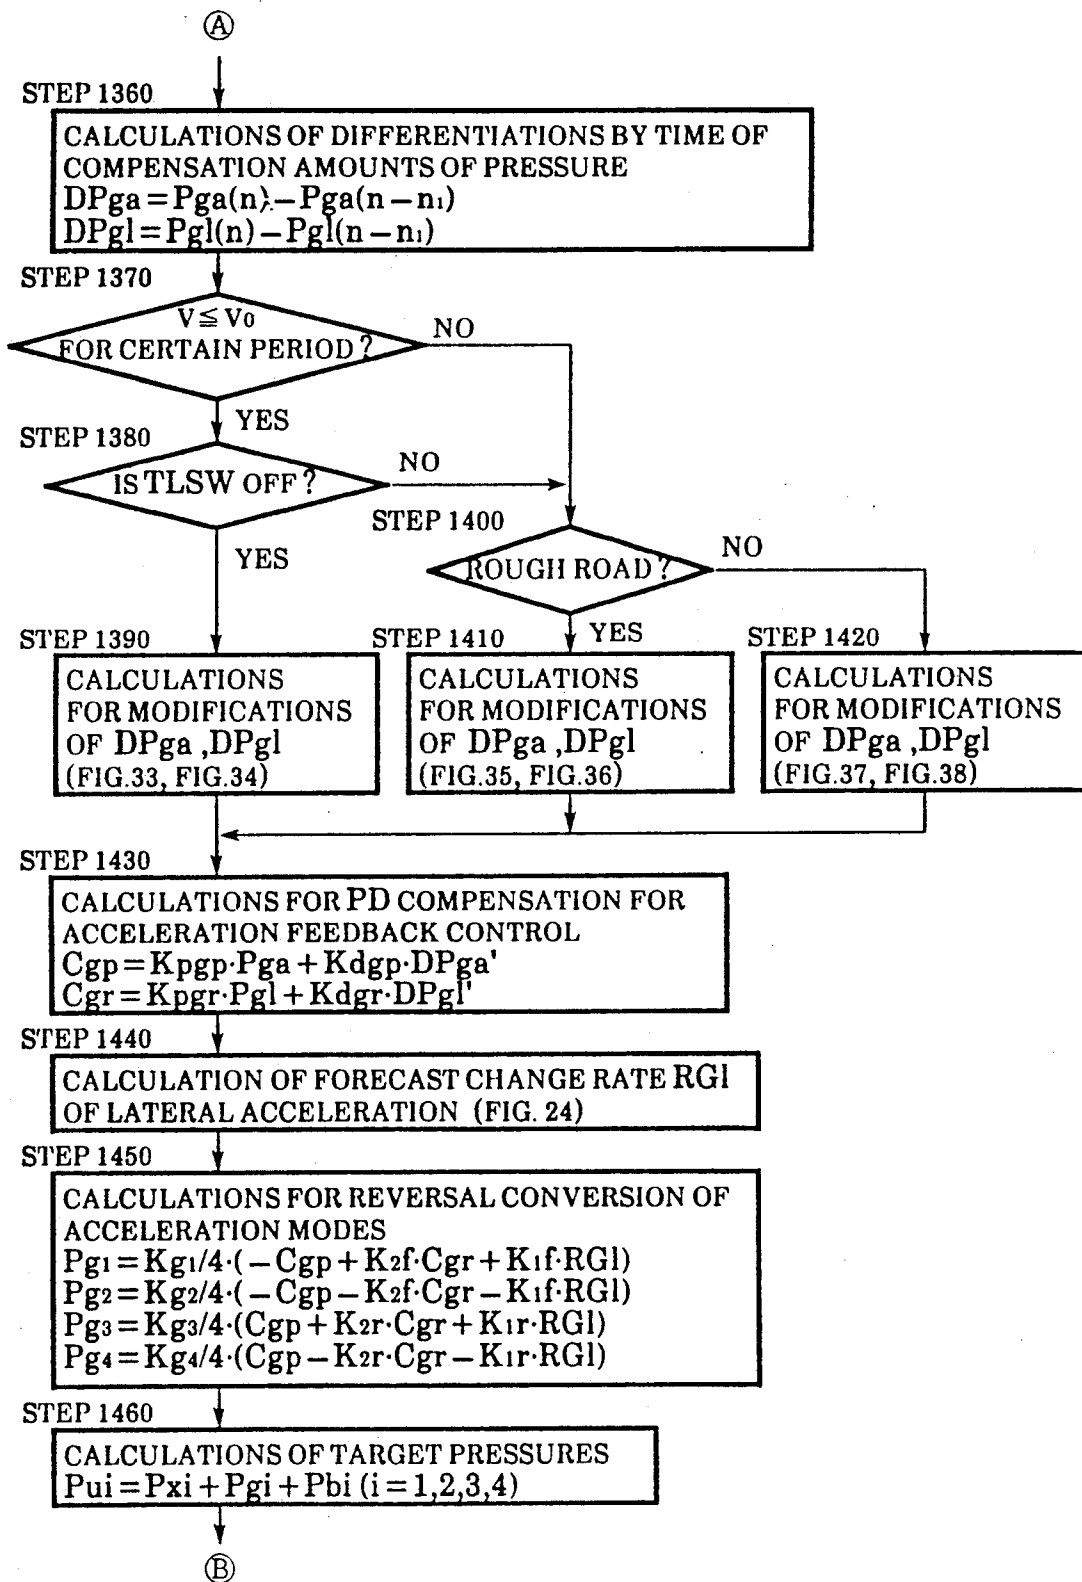 Ⓐ
STEP 1360
CALCULATIONS OF DIFFERENTIATIONS BY TIME OF
COMPENSATION AMOUNTS OF PRESSURE
DPga = Pga(n) - Pga(n - n₁)
DPgl = Pgl(n) - Pgl(n - n₁)
STEP 1370
V ≦ V₀
FOR CERTAIN PERIOD ?
NO
YES
STEP 1380
IS TLSW OFF ?
NO
YES
STEP 1400
ROUGH ROAD ?
NO
YES
STEP 1390
CALCULATIONS
FOR MODIFICATIONS
OF DPga ,DPgl
(FIG.33, FIG.34)
STEP 1410
CALCULATIONS
FOR MODIFICATIONS
OF DPga ,DPgl
(FIG.35, FIG.36)
STEP 1420
CALCULATIONS
FOR MODIFICATIONS
OF DPga ,DPgl
(FIG.37, FIG.38)
STEP 1430
CALCULATIONS FOR PD COMPENSATION FOR
ACCELERATION FEEDBACK CONTROL
Cgp = Kpgp·Pga + Kdgp·DPga'
Cgr = Kpgr·Pgl + Kdgr·DPgl'
STEP 1440
CALCULATION OF FORECAST CHANGE RATE RGl
OF LATERAL ACCELERATION (FIG. 24)
STEP 1450
CALCULATIONS FOR REVERSAL CONVERSION OF
ACCELERATION MODES
Pg₁ = Kg₁/4·( - Cgp + K₂f·Cgr + K₁f·RGl)
Pg₂ = Kg₂/4·( - Cgp - K₂f·Cgr - K₁f·RGl)
Pg₃ = Kg₃/4·(Cgp + K₂r·Cgr + K₁r·RGl)
Pg₄ = Kg₄/4·(Cgp - K₂r·Cgr - K₁r·RGl)
STEP 1460
CALCULATIONS OF TARGET PRESSURES
Pui = Pxi + Pgi + Pbi (i = 1,2,3,4)
Ⓑ